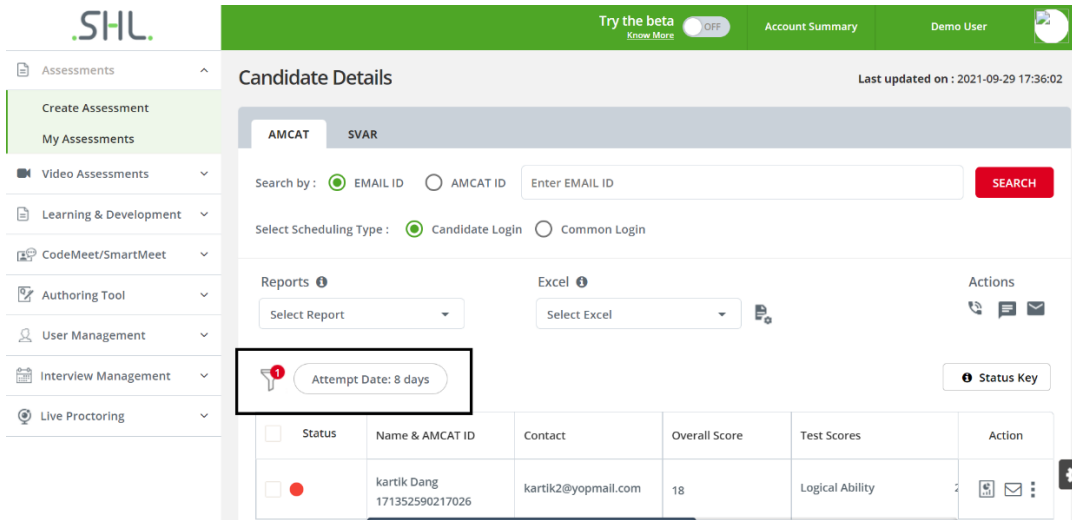 .SHL.
Try the beta
Know More
OFF
Account Summary
Demo User
Assessments
Create Assessment
My Assessments
Video Assessments
Learning & Development
CodeMeet/SmartMeet
Authoring Tool
User Management
Interview Management
Live Proctoring
Candidate Details
Last updated on : 2021-09-29 17:36:02
AMCAT SVAR
Search by : EMAIL ID AMCAT ID Enter EMAIL ID SEARCH
Select Scheduling Type : Candidate Login Common Login
Reports Excel Actions
Select Report Select Excel
1 Attempt Date: 8 days Status Key
Status Name & AMCAT ID Contact Overall Score Test Scores Action
kartik Dang
171352590217026
kartik2@yopmail.com
18
Logical Ability